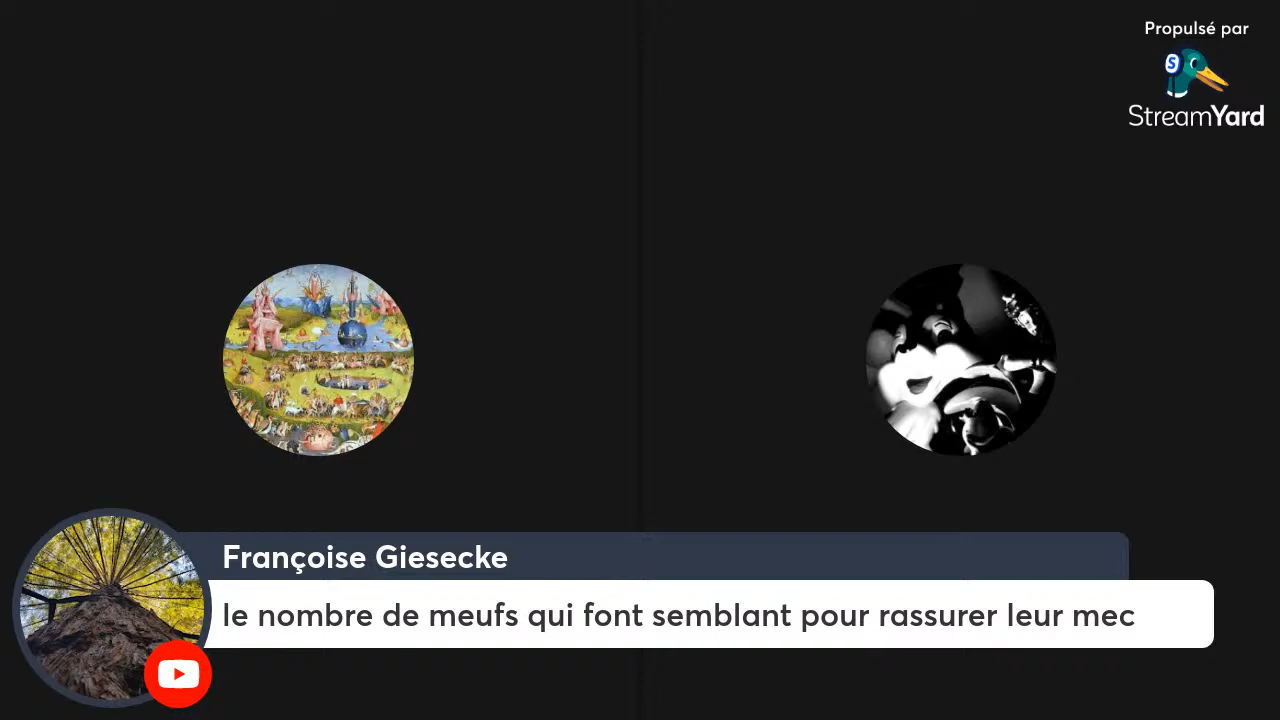 Propulsé par
S
StreamYard
Françoise Giesecke
le nombre de meufs qui font semblant pour rassurer leur mec